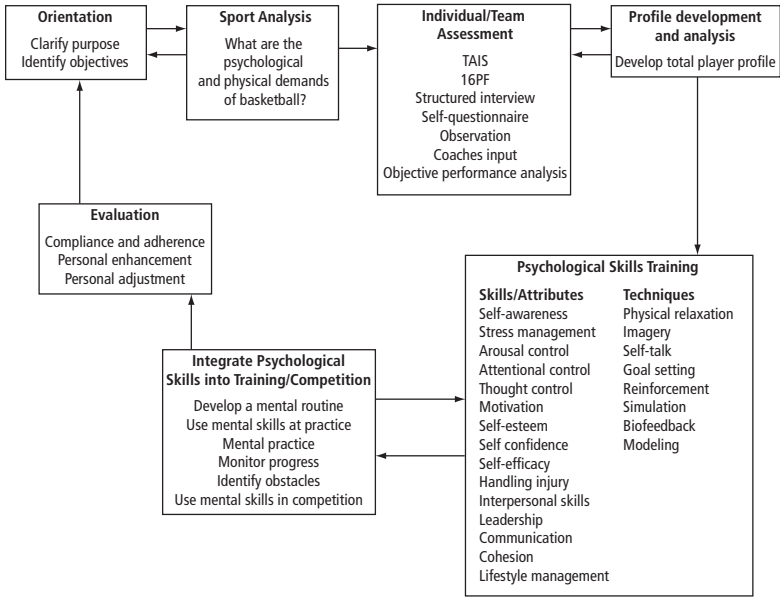 Orientation
Clarify purpose
Identify objectives
Sport Analysis
What are the
psychological
and physical demands
of basketball?
Individual/Team
Assessment
TAIS
16PF
Structured interview
Self-questionnaire
Observation
Coaches input
Objective performance analysis
Profile development
and analysis
Develop total player profile
Evaluation
Compliance and adherence
Personal enhancement
Personal adjustment
Integrate Psychological
Skills into Training/Competition
Develop a mental routine
Use mental skills at practice
Mental practice
Monitor progress
Identify obstacles
Use mental skills in competition
Psychological Skills Training
Skills/Attributes
Self-awareness
Stress management
Arousal control
Attentional control
Thought control
Motivation
Self-esteem
Self confidence
Self-efficacy
Handling injury
Interpersonal skills
Leadership
Communication
Cohesion
Lifestyle management
Techniques
Physical relaxation
Imagery
Self-talk
Goal setting
Reinforcement
Simulation
Biofeedback
Modeling